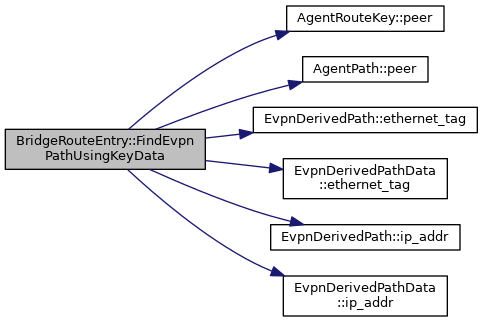 BridgeRouteEntry::FindEvpn
PathUsingKeyData
AgentRouteKey::peer
AgentPath::peer
EvpnDerivedPath::ethernet_tag
EvpnDerivedPathData
::ethernet_tag
EvpnDerivedPath::ip_addr
EvpnDerivedPathData
::ip_addr